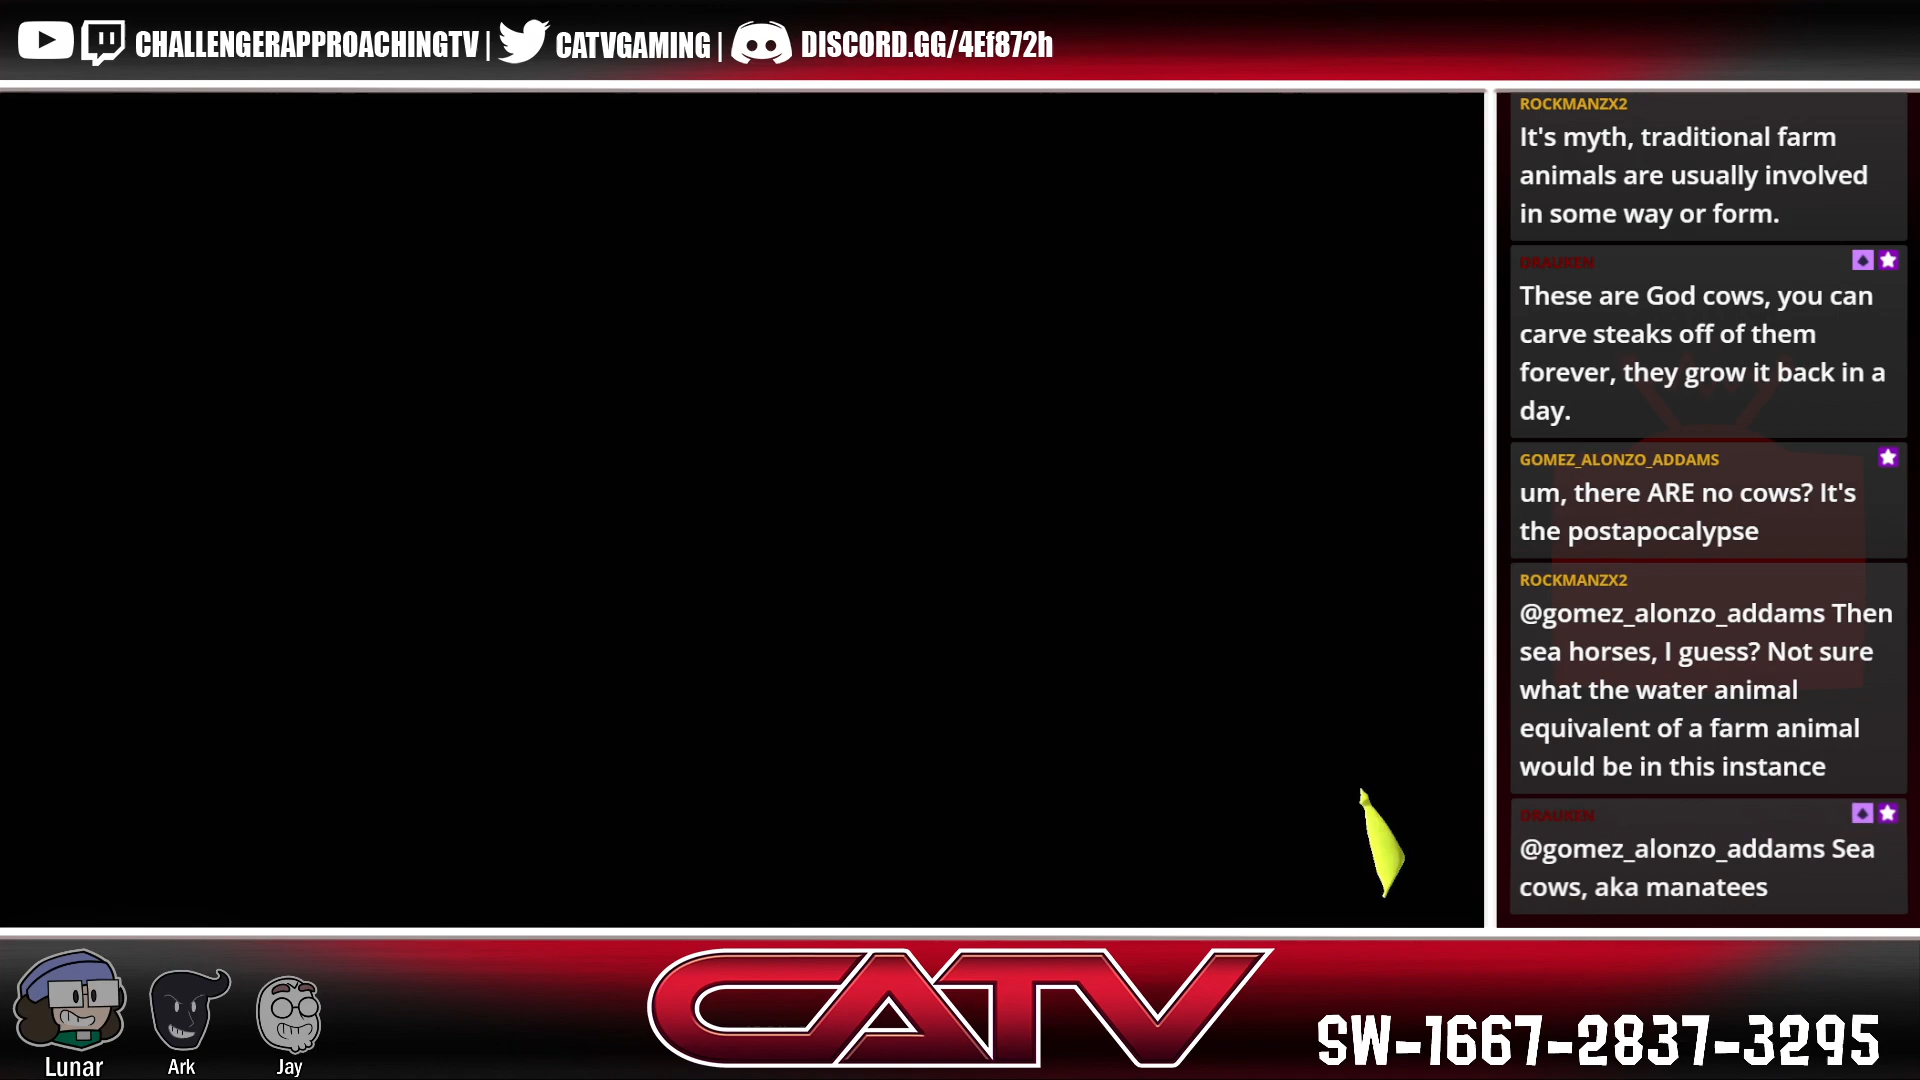 CHALLENGERAPPROACHINGTV | CATVGAMING | DISCORD.GG/4Ef872h
ROCKMANZX2
It's myth, traditional farm
animals are usually involved
in some way or form.
DRAUKEN
These are God cows, you can
carve steaks off of them
forever, they grow it back in a
day.
GOMEZ_ALONZO_ADDAMS
um, there ARE no cows? It's
the postapocalypse
ROCKMANZX2
@gomez_alonzo_addams Then
sea horses, I guess? Not sure
what the water animal
equivalent of a farm animal
would be in this instance
DRAUKEN
@gomez_alonzo_addams Sea
cows, aka manatees
Lunar
Ark
Jay
CATV
SW-1667-2837-3295